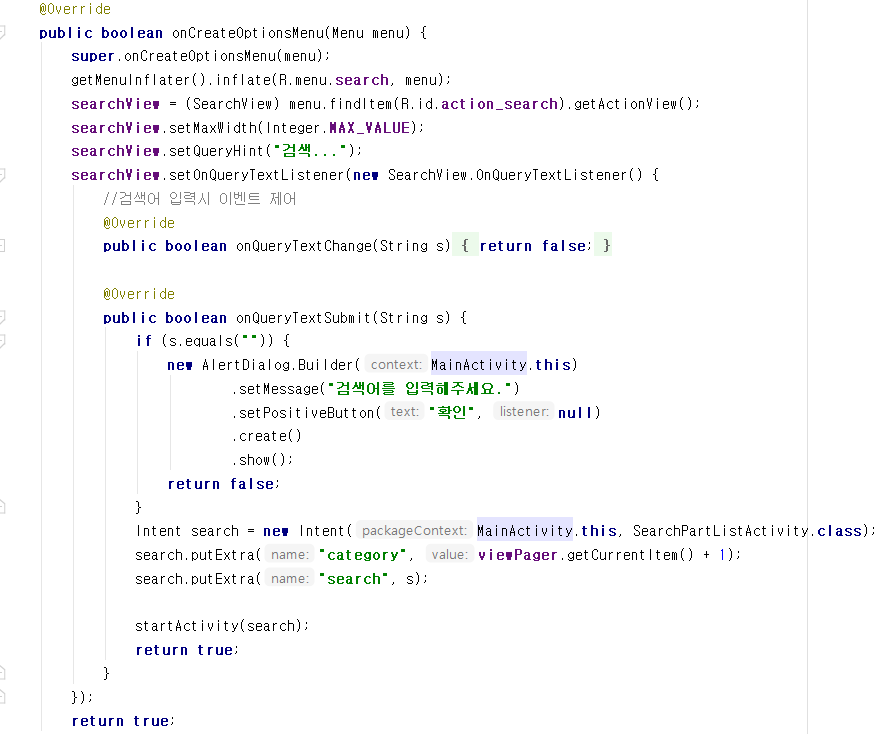 @Override
public boolean onCreateOptionsMenu(Menu menu) {
super.onCreateOptionsMenu(menu);
getMenuInflater().inflate(R.menu.search, menu);
searchView = (SearchView) menu.findItem(R.id.action_search).getActionView();
searchView.setMaxWidth(Integer.MAX_VALUE);
searchView.setQueryHint("검색...");
searchView.setOnQueryTextListener(new SearchView.OnQueryTextListener() {
//검색어 입력시 이벤트 제어
@Override
public boolean onQueryTextChange(String s) { return false; }
@Override
public boolean onQueryTextSubmit(String s) {
if (s.equals("")) {
new AlertDialog.Builder( context: MainActivity.this)
.setMessage("검색어를 입력해주세요.")
.setPositiveButton( text: "확인", listener: null)
.create()
.show();
return false;
}
Intent search = new Intent( packageContext: MainActivity.this, SearchPartListActivity.class);
search.putExtra( name: "category", value: viewPager.getCurrentItem() + 1);
search.putExtra( name: "search", s);
startActivity(search);
return true;
}
});
return true;